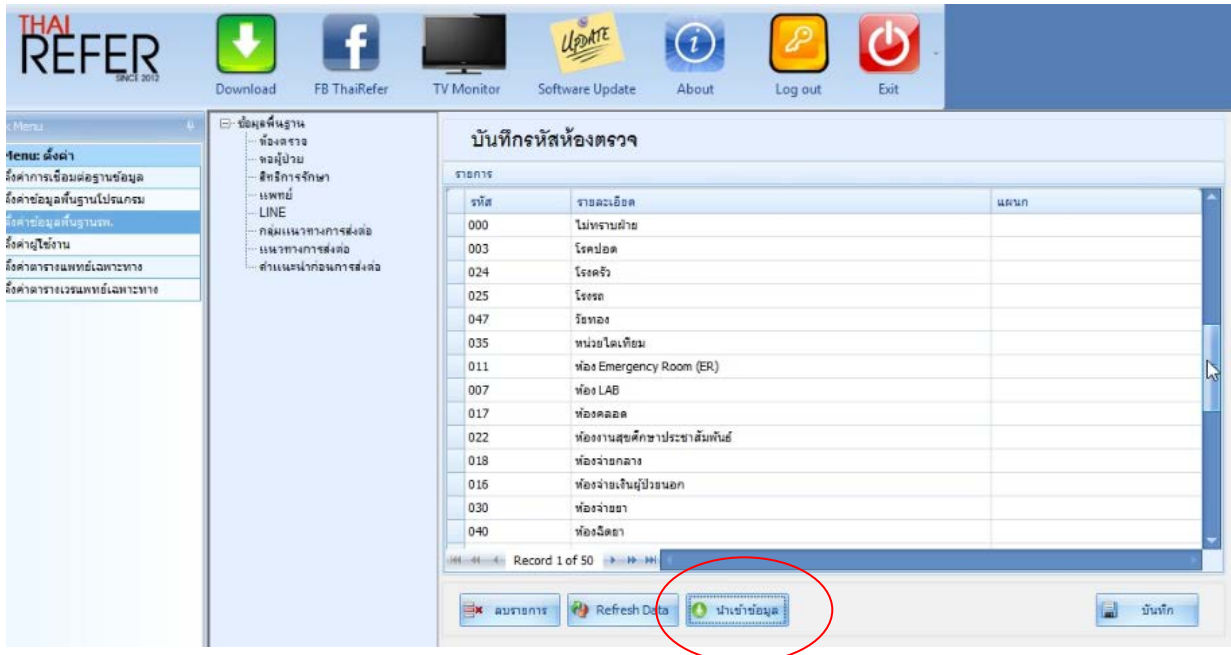 THAI
REFER
SINCE 2012
Download
FB ThaiRefer
TV Monitor
UPDATE
Software Update
i
About
Log out
Exit
Menu
Menu: ตั้งค่า
ตั้งค่าการเชื่อมต่อฐานข้อมูล
ตั้งค่าข้อมูลพื้นฐานโปรแกรม
ตั้งค่าข้อมูลพื้นฐานรพ.
ตั้งค่าผู้ใช้งาน
ตั้งค่าตารางแพทย์เฉพาะทาง
ตั้งค่าตารางเวรแพทย์เฉพาะทาง
ข้อมูลพื้นฐาน
ห้องตรวจ
หอผู้ป่วย
สิทธิการรักษา
แพทย์
LINE
กลุ่มแนวทางการส่งต่อ
แนวทางการส่งต่อ
คำแนะนำก่อนการส่งต่อ
บันทึกรหัสห้องตรวจ
รายการ
รหัส รายละเอียด แผนก
000 ไม่ทราบฝ่าย
003 โรคปอด
024 โรงครัว
025 โรงรถ
047 วัยทอง
035 หน่วยไตเทียม
011 ห้อง Emergency Room (ER)
007 ห้อง LAB
017 ห้องคลอด
022 ห้องงานสุขศึกษาประชาสัมพันธ์
018 ห้องจ่ายกลาง
016 ห้องจ่ายเงินผู้ป่วยนอก
030 ห้องจ่ายยา
040 ห้องฉีดยา
Record 1 of 50
ลบรายการ Refresh Data นำเข้าข้อมูล บันทึก